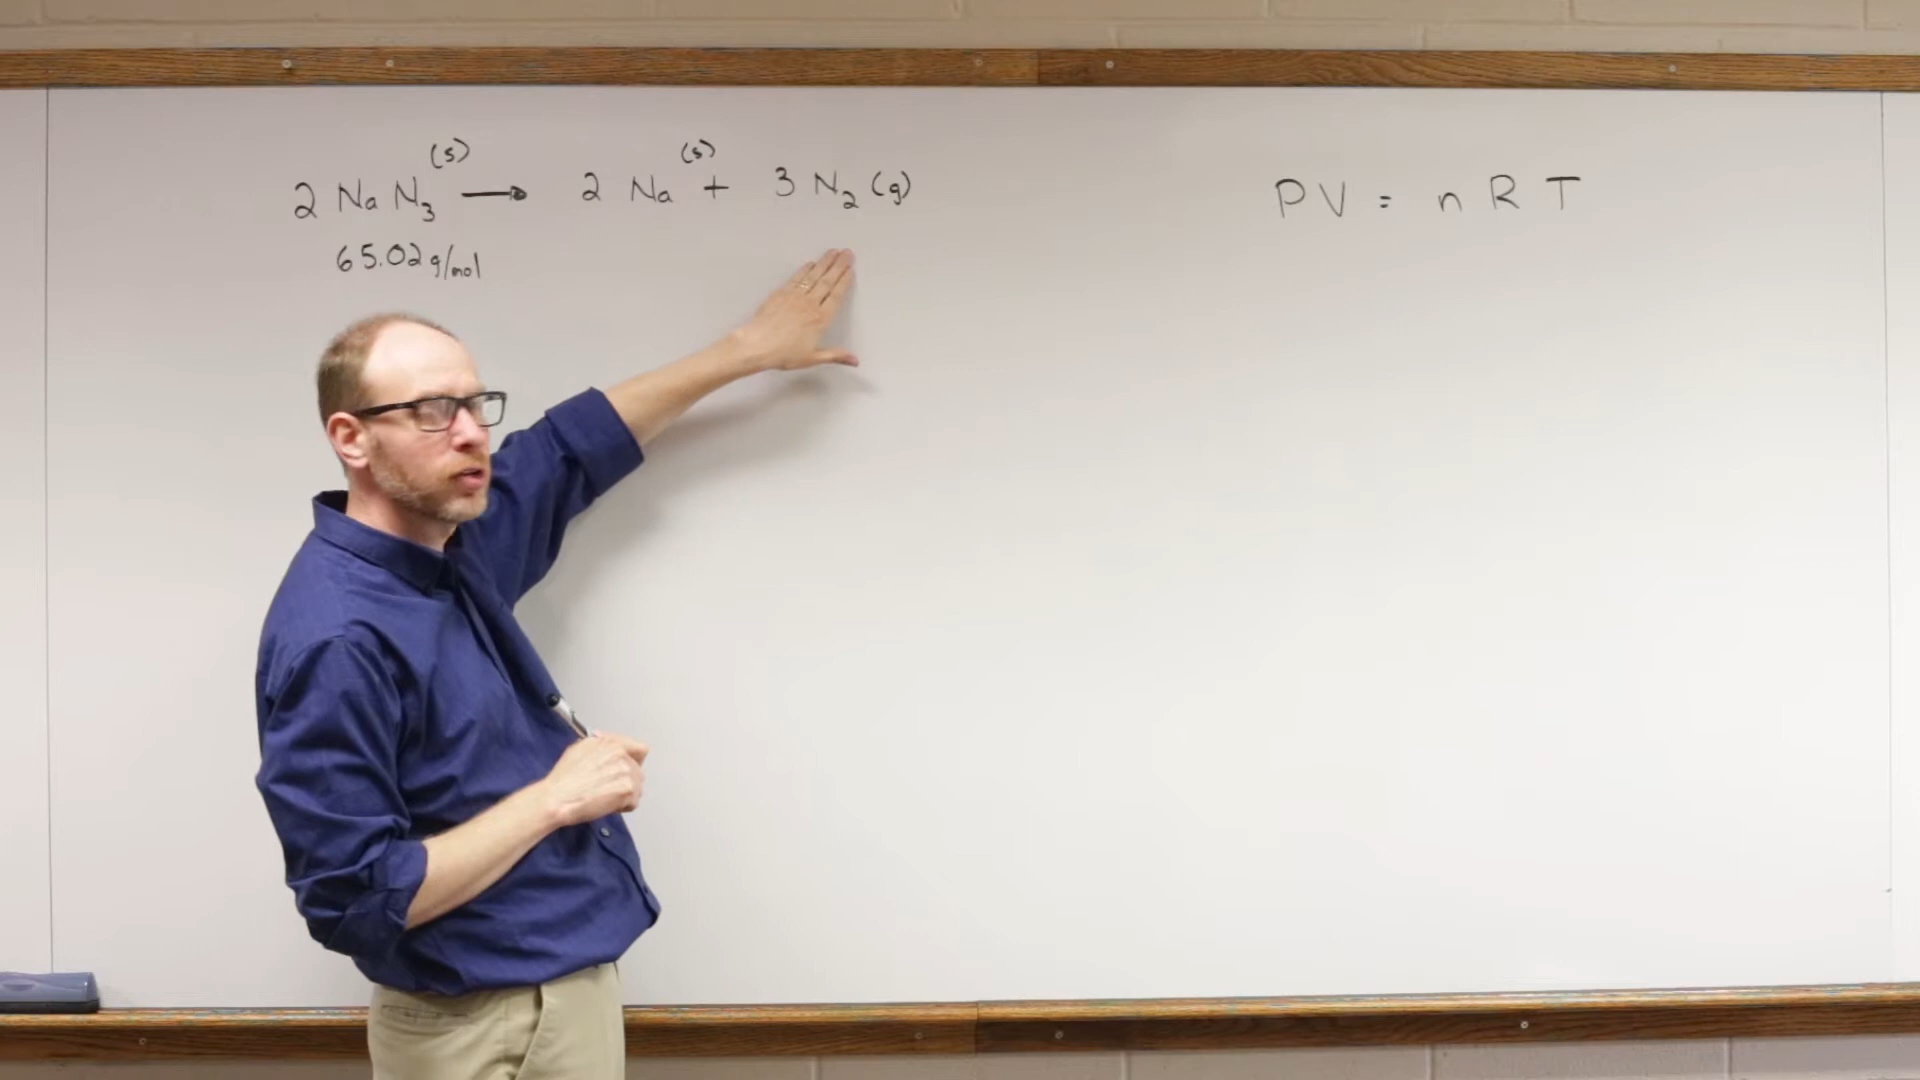 2 NaN₃(s) → 2 Na(s) + 3 N₂(g)
65.02 g/mol
PV = nRT